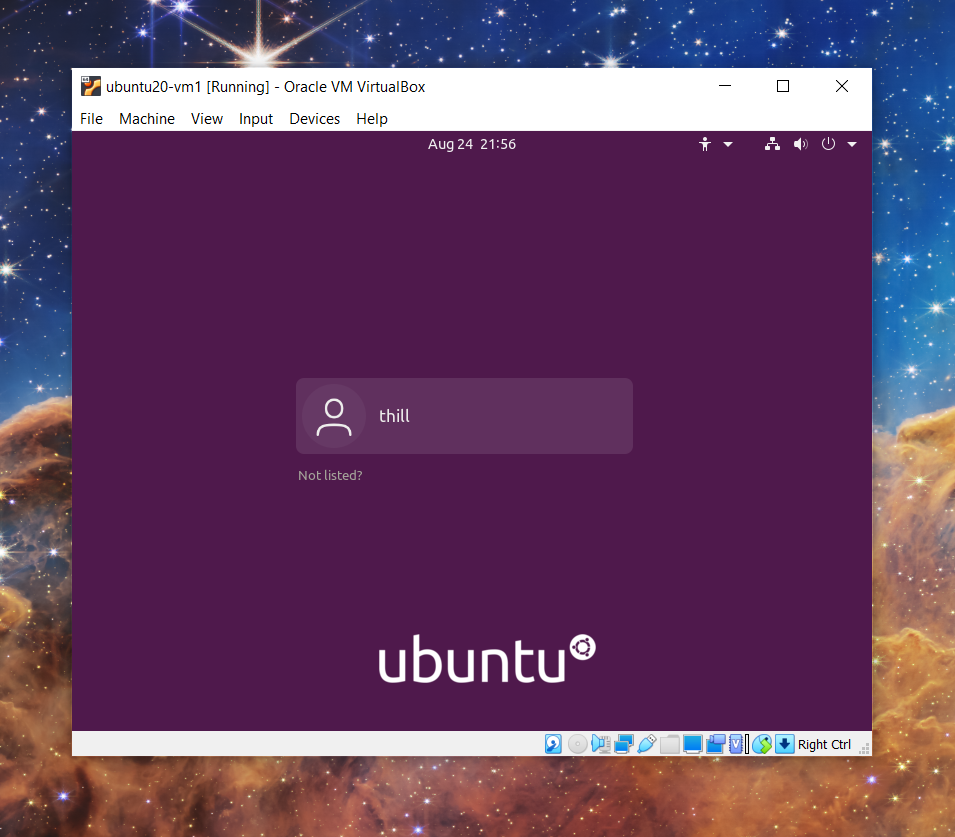 ubuntu20-vm1 [Running] - Oracle VM VirtualBox
File Machine View Input Devices Help
Aug 24 21:56
thill
Not listed?
ubuntu
Right Ctrl